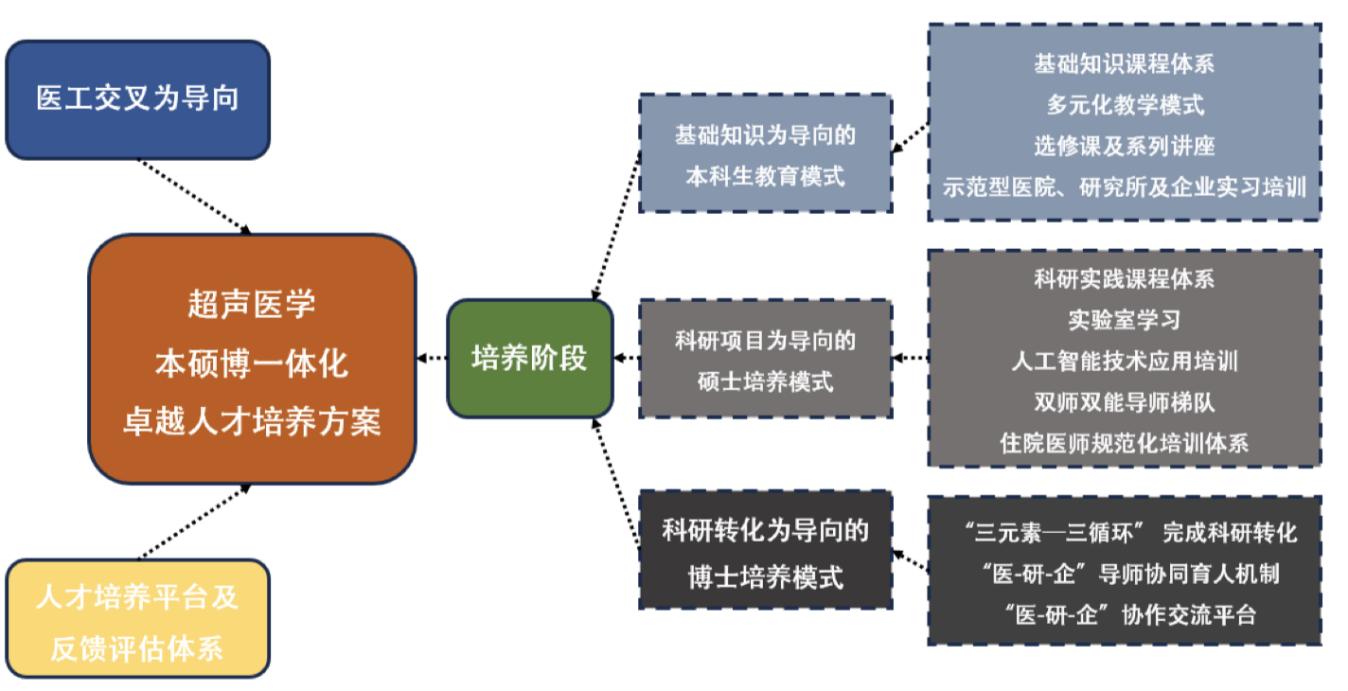 医工交叉为导向
超声医学
本硕博一体化
卓越人才培养方案
人才培养平台及
反馈评估体系
培养阶段
基础知识为导向的
本科生教育模式
科研项目为导向的
硕士培养模式
科研转化为导向的
博士培养模式
基础知识课程体系
多元化教学模式
选修课及系列讲座
示范型医院、研究所及企业实习培训
科研实践课程体系
实验室学习
人工智能技术应用培训
双师双能导师梯队
住院医师规范化培训体系
“三元素—三循环” 完成科研转化
“医-研-企” 导师协同育人机制
“医-研-企” 协作交流平台